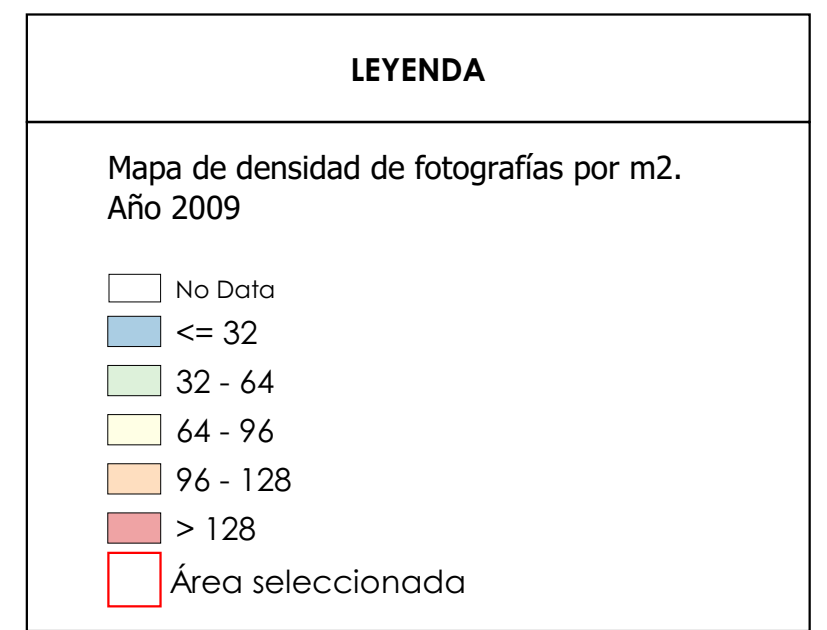 LEYENDA
Mapa de densidad de fotografías por m2.
Año 2009
No Data
<= 32
32 - 64
64 - 96
96 - 128
> 128
Área seleccionada